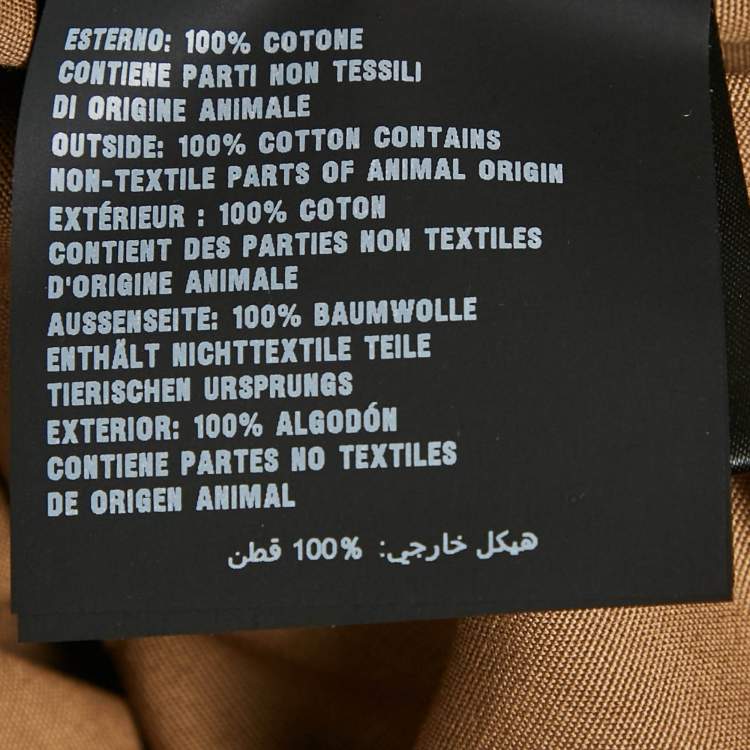 ESTERNO: 100% COTONE
CONTIENE PARTI NON TESSILI
DI ORIGINE ANIMALE
OUTSIDE: 100% COTTON CONTAINS
NON-TEXTILE PARTS OF ANIMAL ORIGIN
EXTÉRIEUR : 100% COTON
CONTIENT DES PARTIES NON TEXTILES
D'ORIGINE ANIMALE
AUSSENSEITE: 100% BAUMWOLLE
ENTHÄLT NICHTTEXTILE TEILE
TIERISCHEN URSPRUNGS
EXTERIOR: 100% ALGODÓN
CONTIENE PARTES NO TEXTILES
DE ORIGEN ANIMAL
هيكل خارجي: 100% قطن